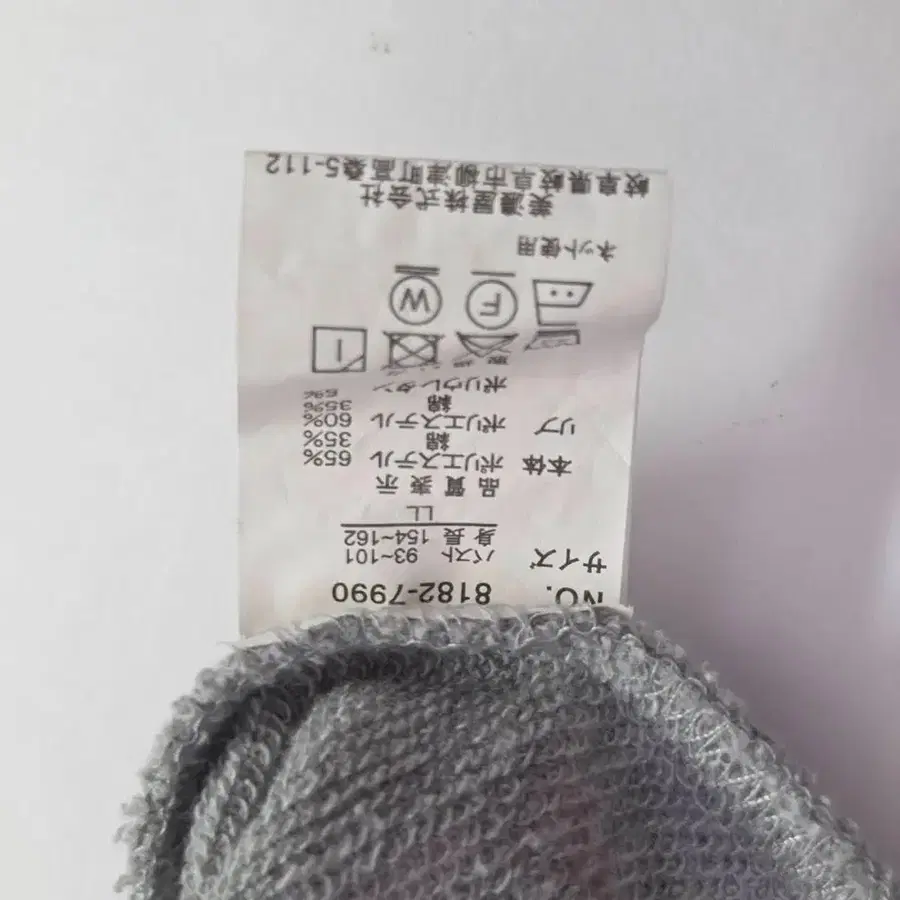 NO. 8182-7990
サイズ バスト 93~101
身長 154~162
LL
品質表示
本体 ポリエステル 65%
綿 35%
リブ ポリエステル 60%
綿 35%
ポリウレタン 5%
F W
ネット使用
美濃屋株式会社
岐阜県岐阜市柳津町高桑5-112